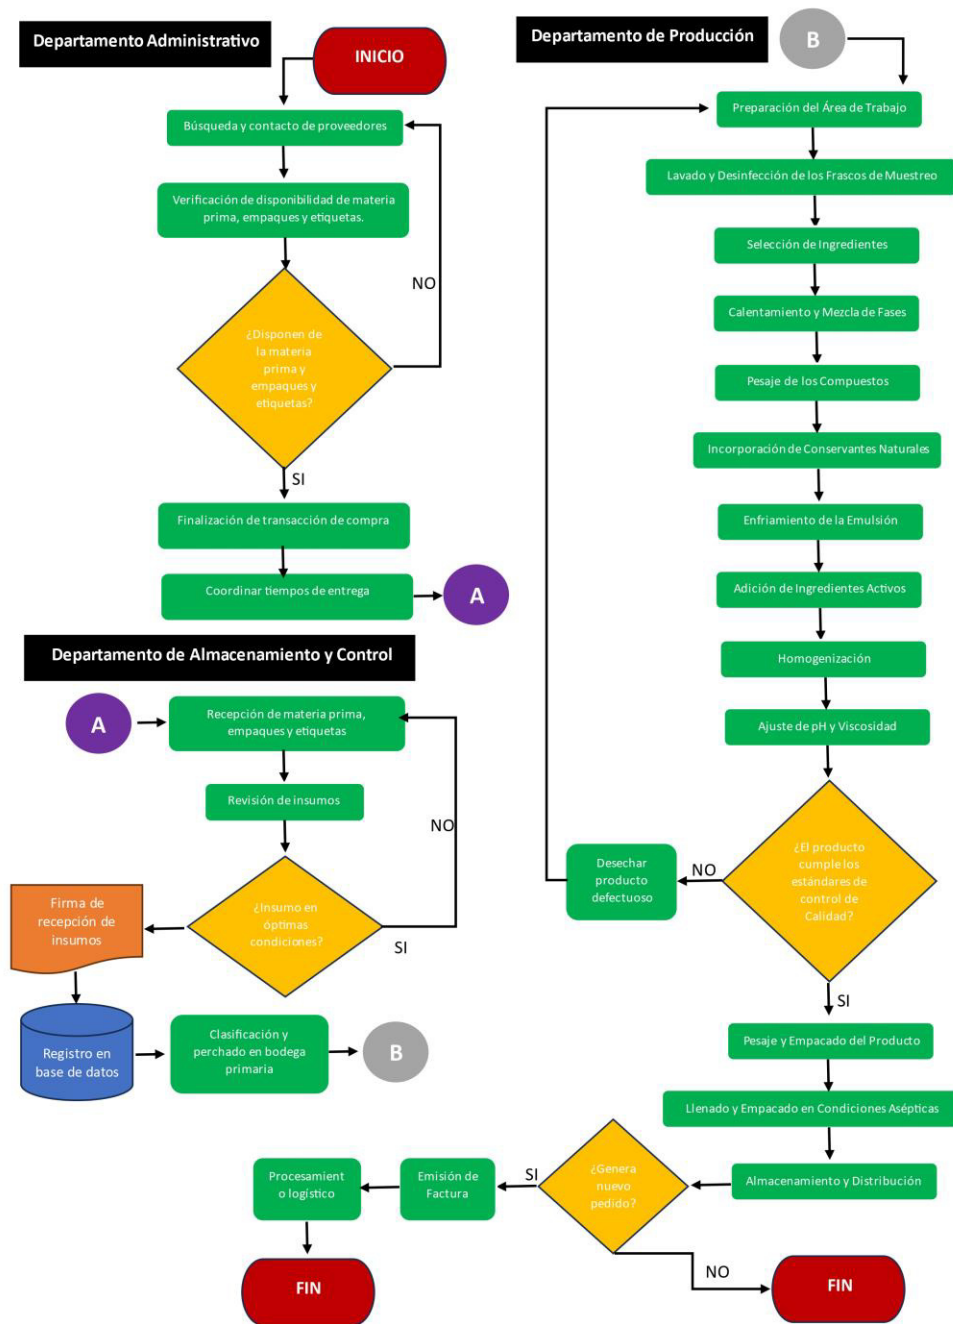 Departamento Administrativo
INICIO
Búsqueda y contacto de proveedores
Verificación de disponibilidad de materia
prima, empaques y etiquetas.
NO
¿Disponen de
la materia
prima y
empaques y
etiquetas?
SI
Finalización de transacción de compra
Coordinar tiempos de entrega
A
Departamento de Almacenamiento y Control
A
Recepción de materia prima,
empaques y etiquetas
Revisión de insumos
NO
¿Insumo en
óptimas
condiciones?
SI
Firma de
recepción de
insumos
Registro en
base de datos
Clasificación y
perchado en bodega
primaria
B
Departamento de Producción
B
Preparación del Área de Trabajo
Lavado y Desinfección de los Frascos de Muestreo
Selección de Ingredientes
Calentamiento y Mezcla de Fases
Pesaje de los Compuestos
Incorporación de Conservantes Naturales
Enfriamiento de la Emulsión
Adición de Ingredientes Activos
Homogenización
Ajuste de pH y Viscosidad
¿El producto
cumple los
estándares de
control de
Calidad?
NO
Desechar
producto
defectuoso
SI
Pesaje y Empacado del Producto
Llenado y Empacado en Condiciones Asépticas
Almacenamiento y Distribución
¿Genera
nuevo
pedido?
SI
Emisión de
Factura
Procesamient
o logístico
FIN
NO
FIN